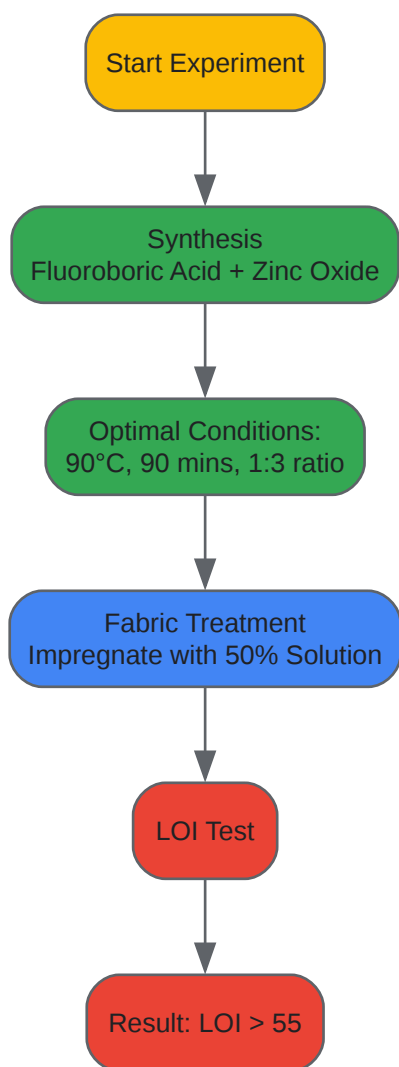 Start Experiment
Synthesis
Fluoroboric Acid + Zinc Oxide
Optimal Conditions:
90°C, 90 mins, 1:3 ratio
Fabric Treatment
Impregnate with 50% Solution
LOI Test
Result: LOI > 55